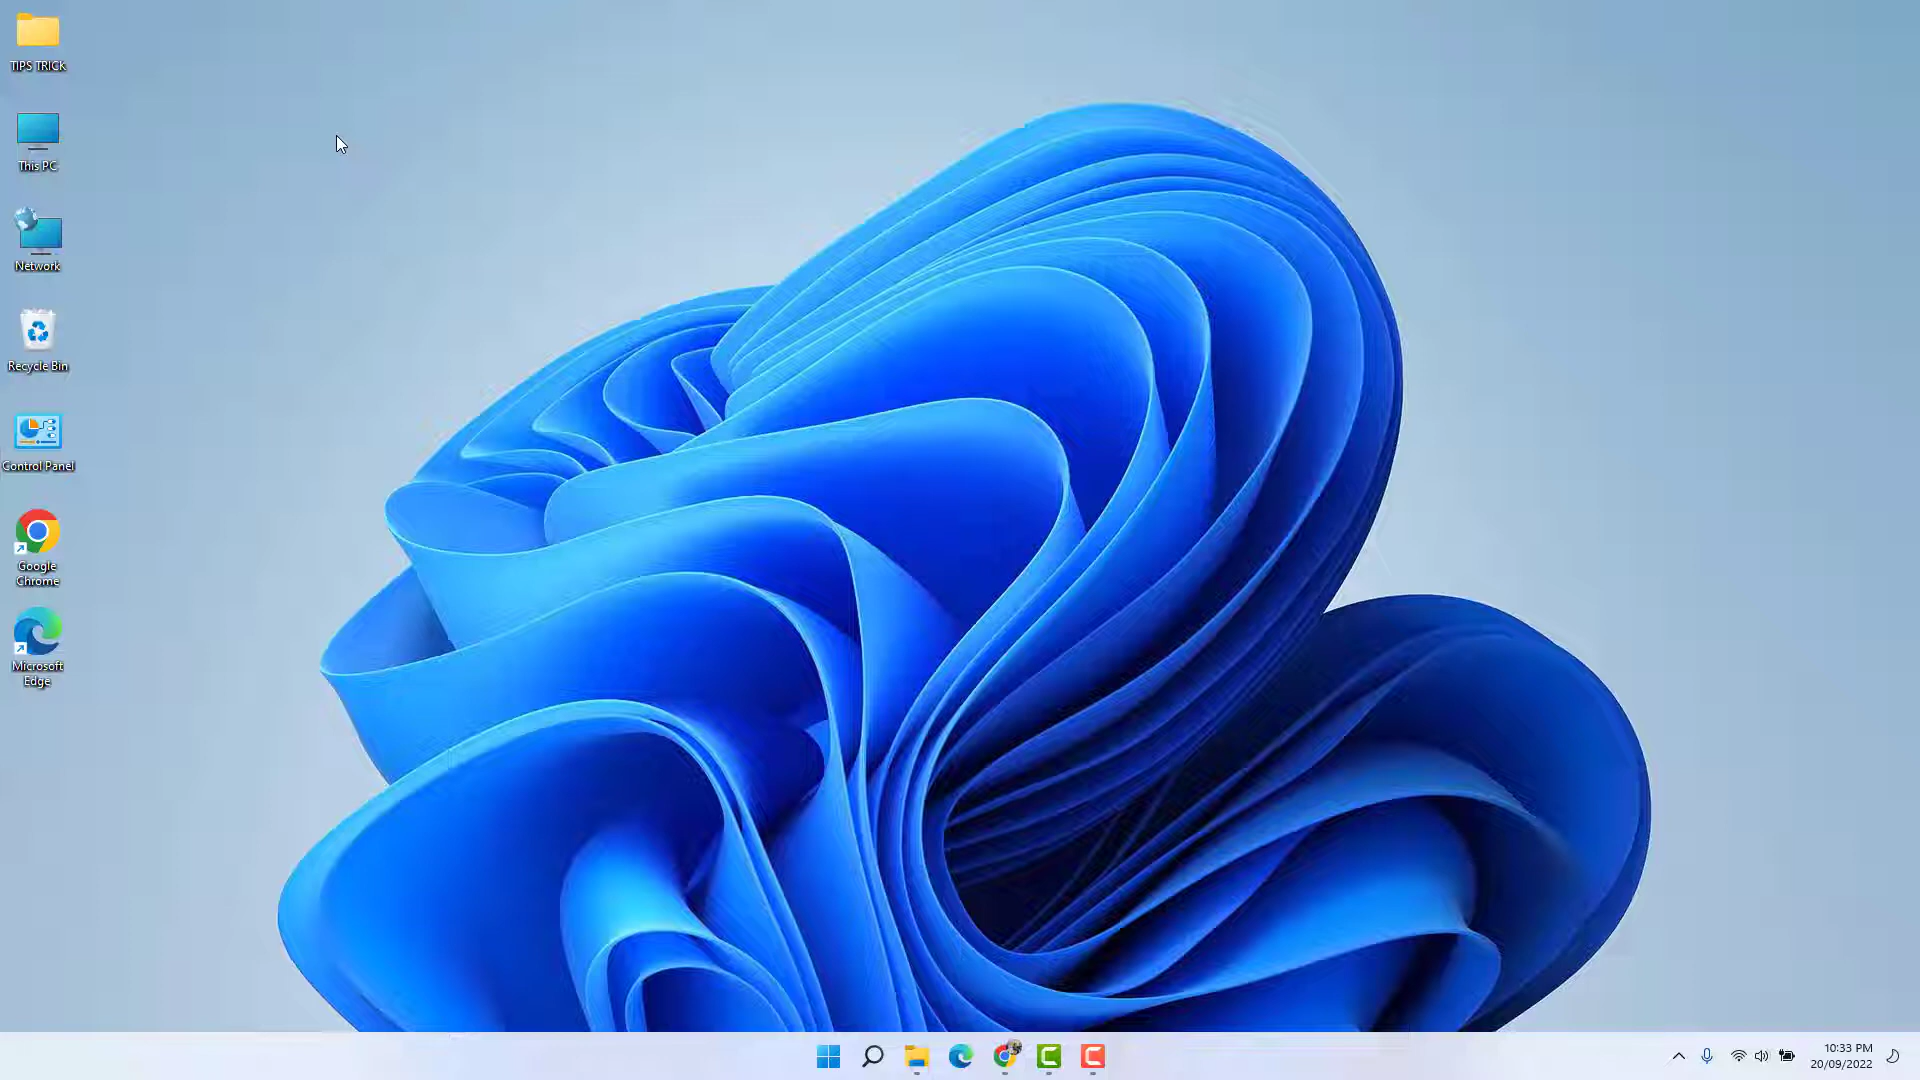 TIPS TRICK
This PC
Network
Recycle Bin
Control Panel
Google
Chrome
Microsoft
Edge
10:33 PM
20/09/2022